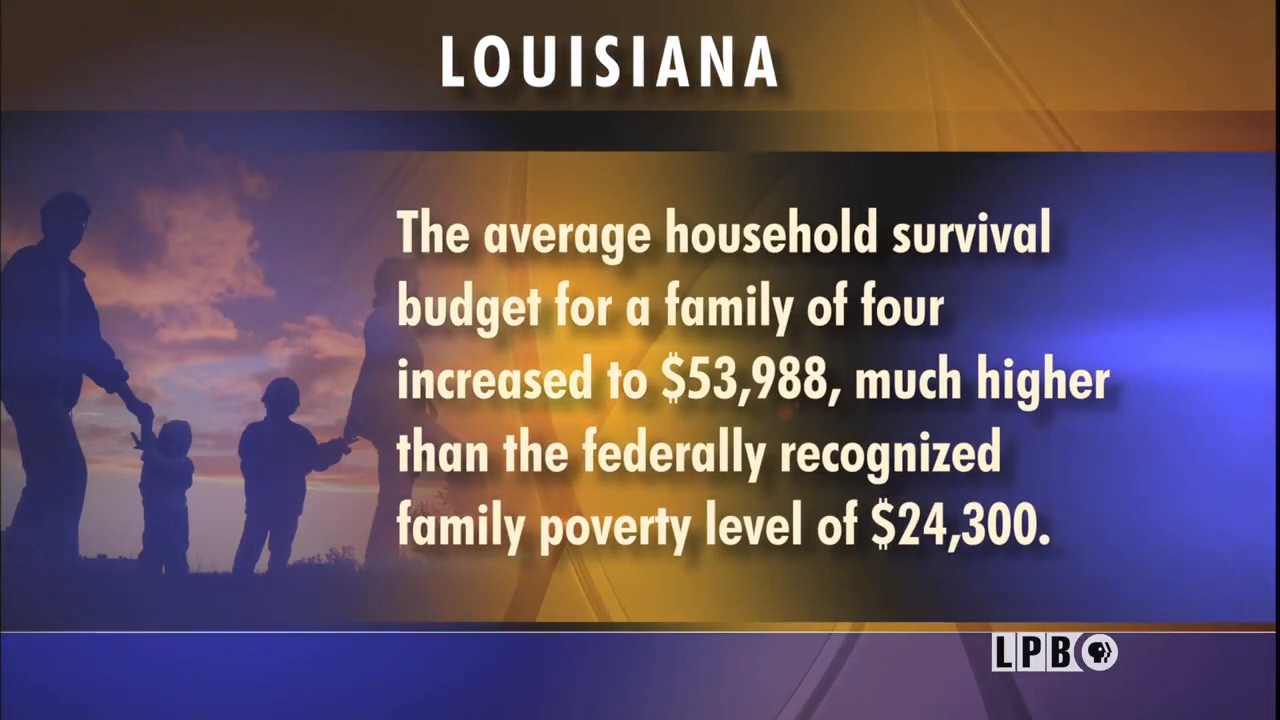 LOUISIANA
The average household survival
budget for a family of four
increased to $53,988, much higher
than the federally recognized
family poverty level of $24,300.
LPB